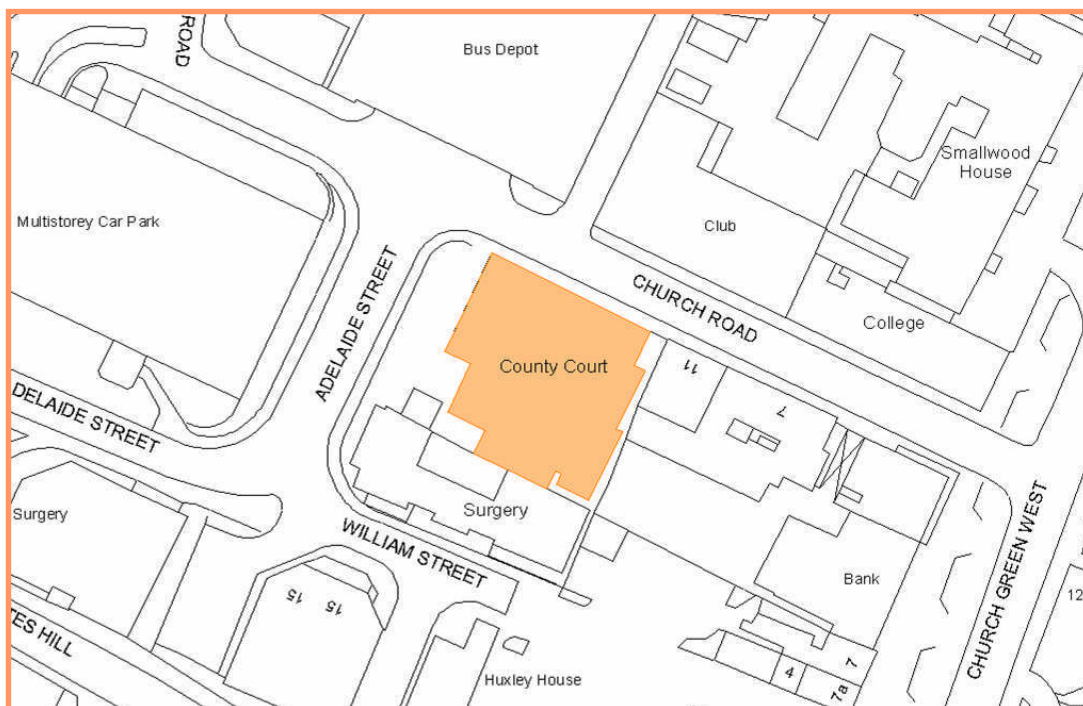 ROAD
Bus Depot
Smallwood
House
Multistorey Car Park
Club
ADELAIDE STREET
CHURCH ROAD
College
County Court
11
7
DELAIDE STREET
Surgery
Surgery
WILLIAM STREET
CHURCH GREEN WEST
Bank
12
15
15
TES HILL
Huxley House
4
7
7a